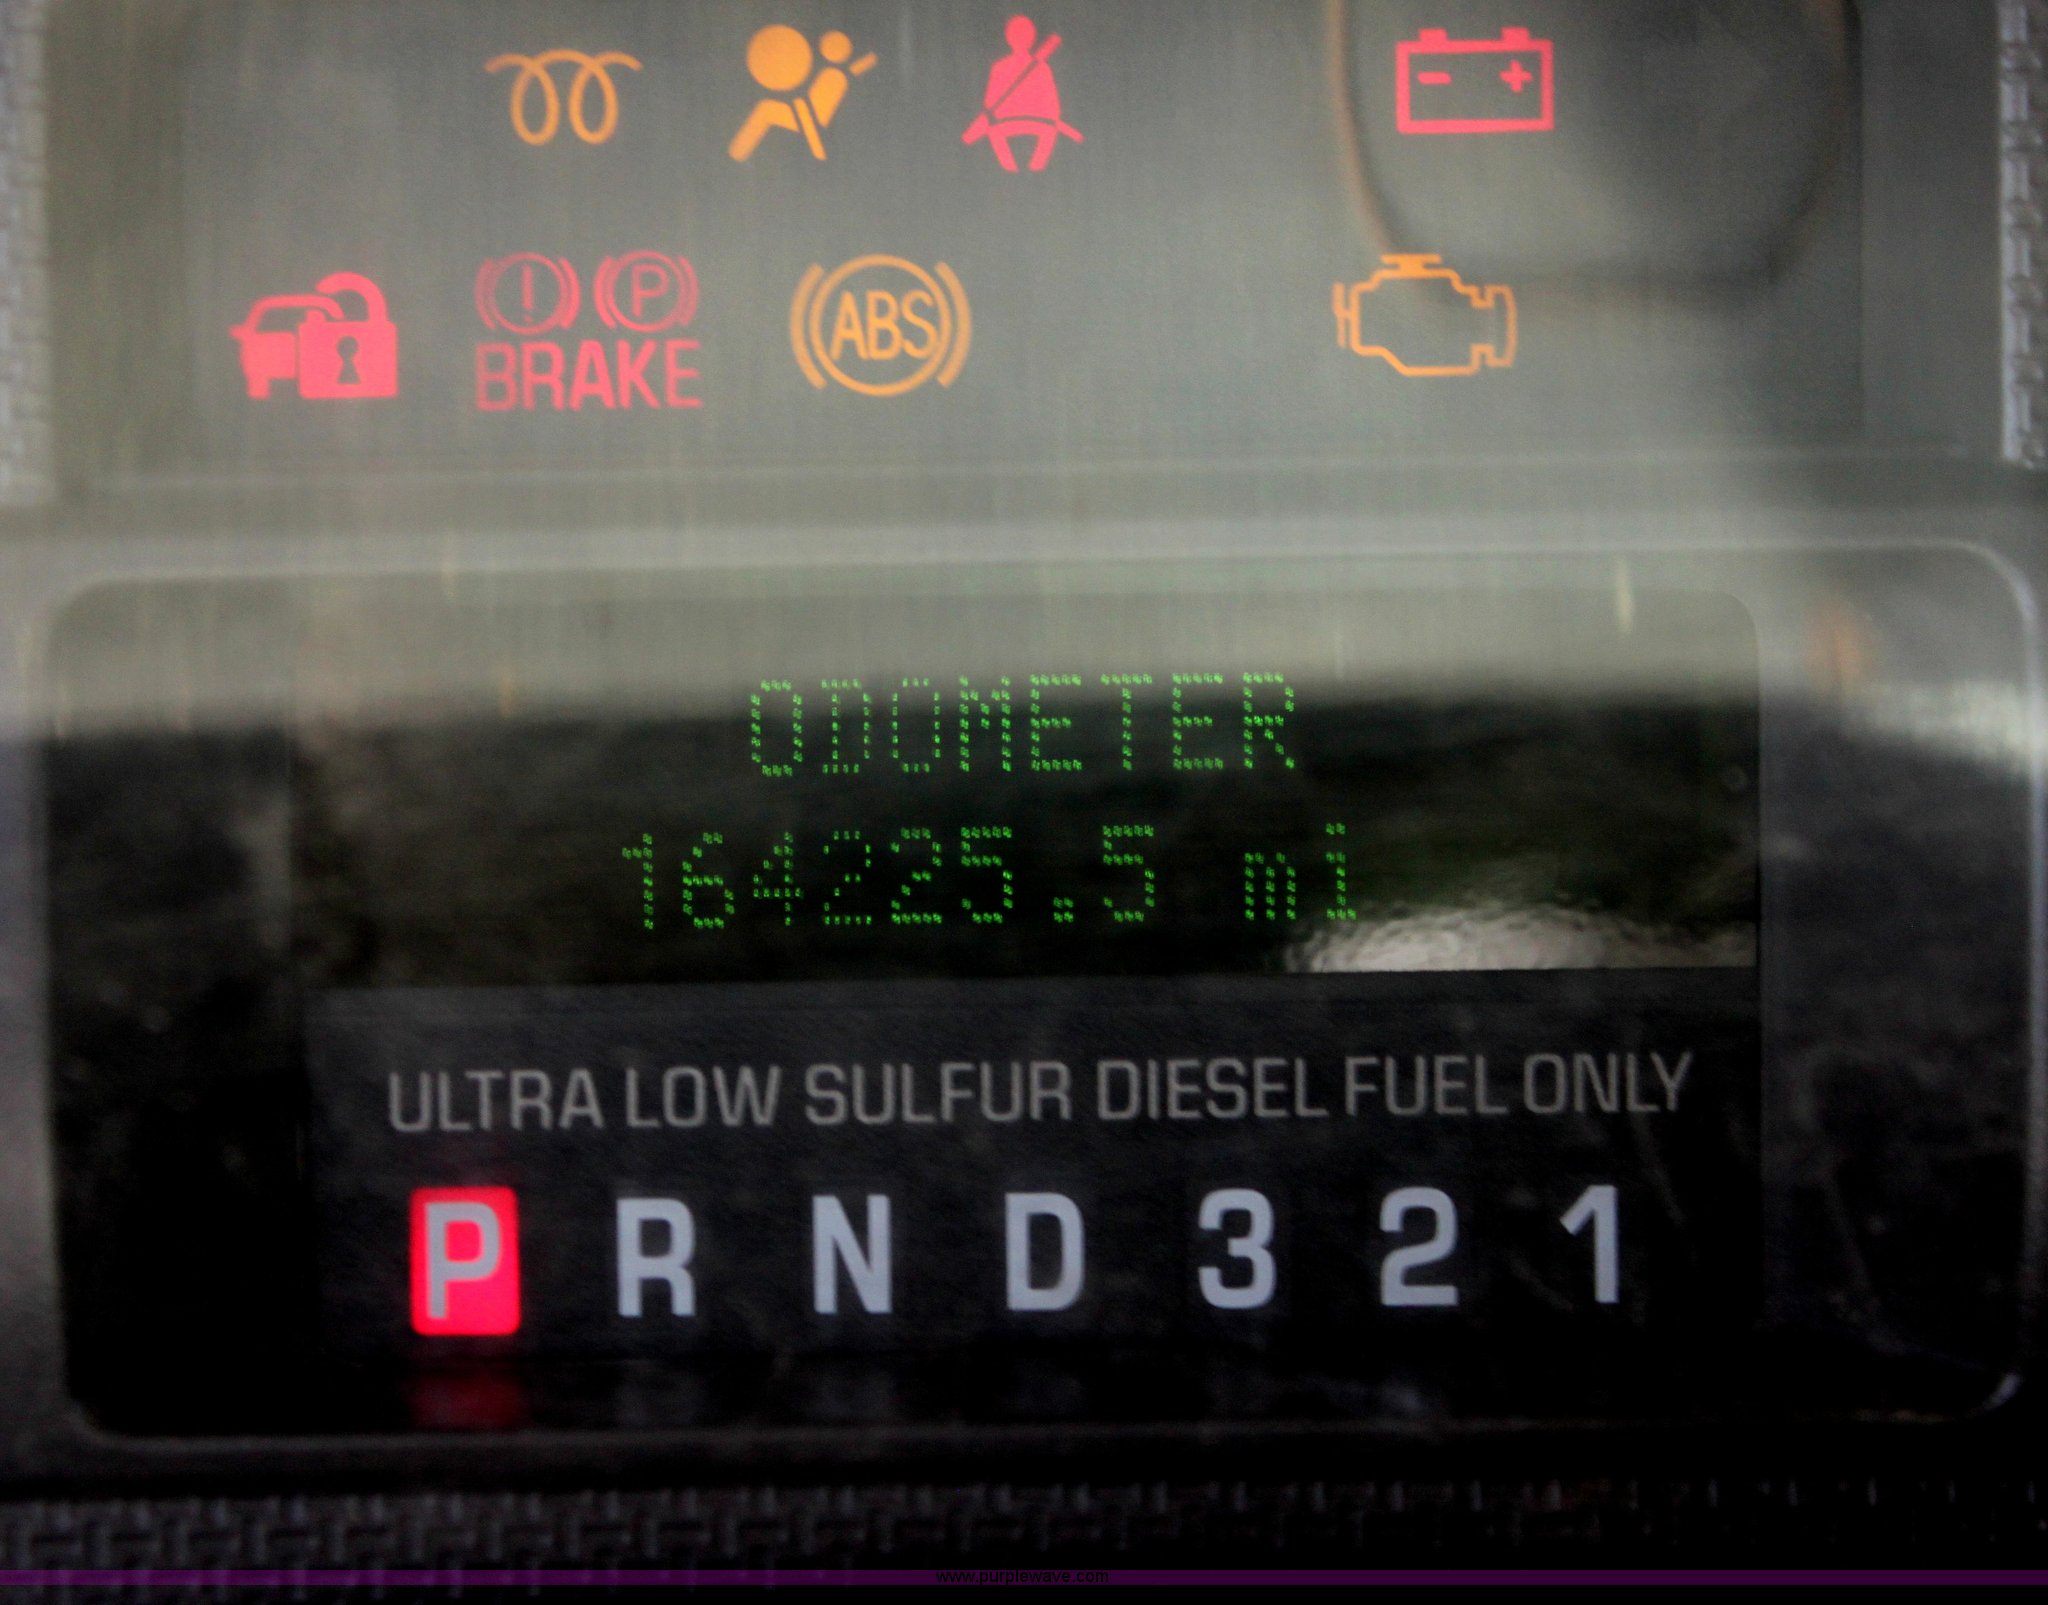 BRAKE ABS
ODOMETER
164225.5 mi
ULTRA LOW SULFUR DIESEL FUEL ONLY
P R N D 3 2 1
www.purplewave.com